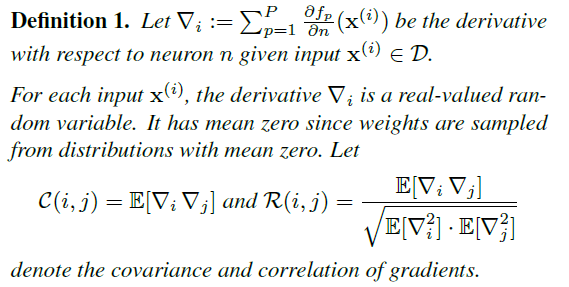 Definition 1. Let ∇ᵢ := ∑ᴾₚ₌₁ ∂fₚ/∂n (x⁽ⁱ⁾) be the derivative
with respect to neuron n given input x⁽ⁱ⁾ ∈ 𝒟.
For each input x⁽ⁱ⁾, the derivative ∇ᵢ is a real-valued ran-
dom variable. It has mean zero since weights are sampled
from distributions with mean zero. Let
𝒞(i, j) = 𝔼[∇ᵢ ∇ⱼ] and ℛ(i, j) = 𝔼[∇ᵢ ∇ⱼ] / √(𝔼[∇ᵢ²] · 𝔼[∇ⱼ²])
denote the covariance and correlation of gradients.